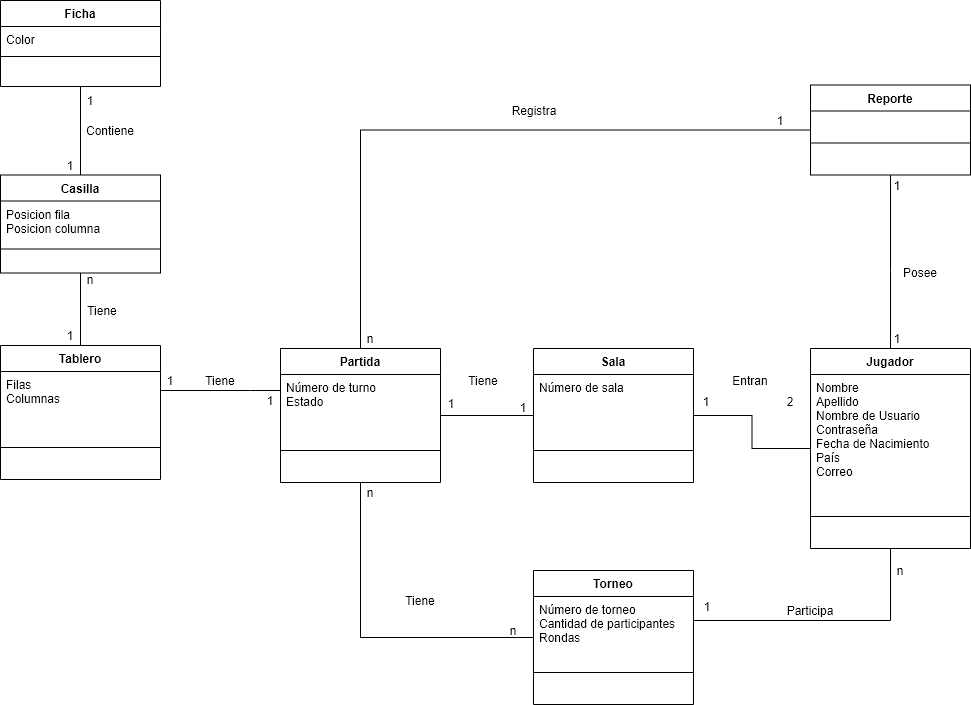 Ficha
Color
1
Contiene
1
Casilla
Posicion fila
Posicion columna
n
Tiene
1
Tablero
Filas
Columnas
1
Tiene
1
Partida
Número de turno
Estado
n
Registra
1
Reporte
1
Posee
1
1
Tiene
1
Sala
Número de sala
1
Entran
2
Jugador
Nombre
Apellido
Nombre de Usuario
Contraseña
Fecha de Nacimiento
País
Correo
n
Tiene
n
Torneo
Número de torneo
Cantidad de participantes
Rondas
1
Participa
n